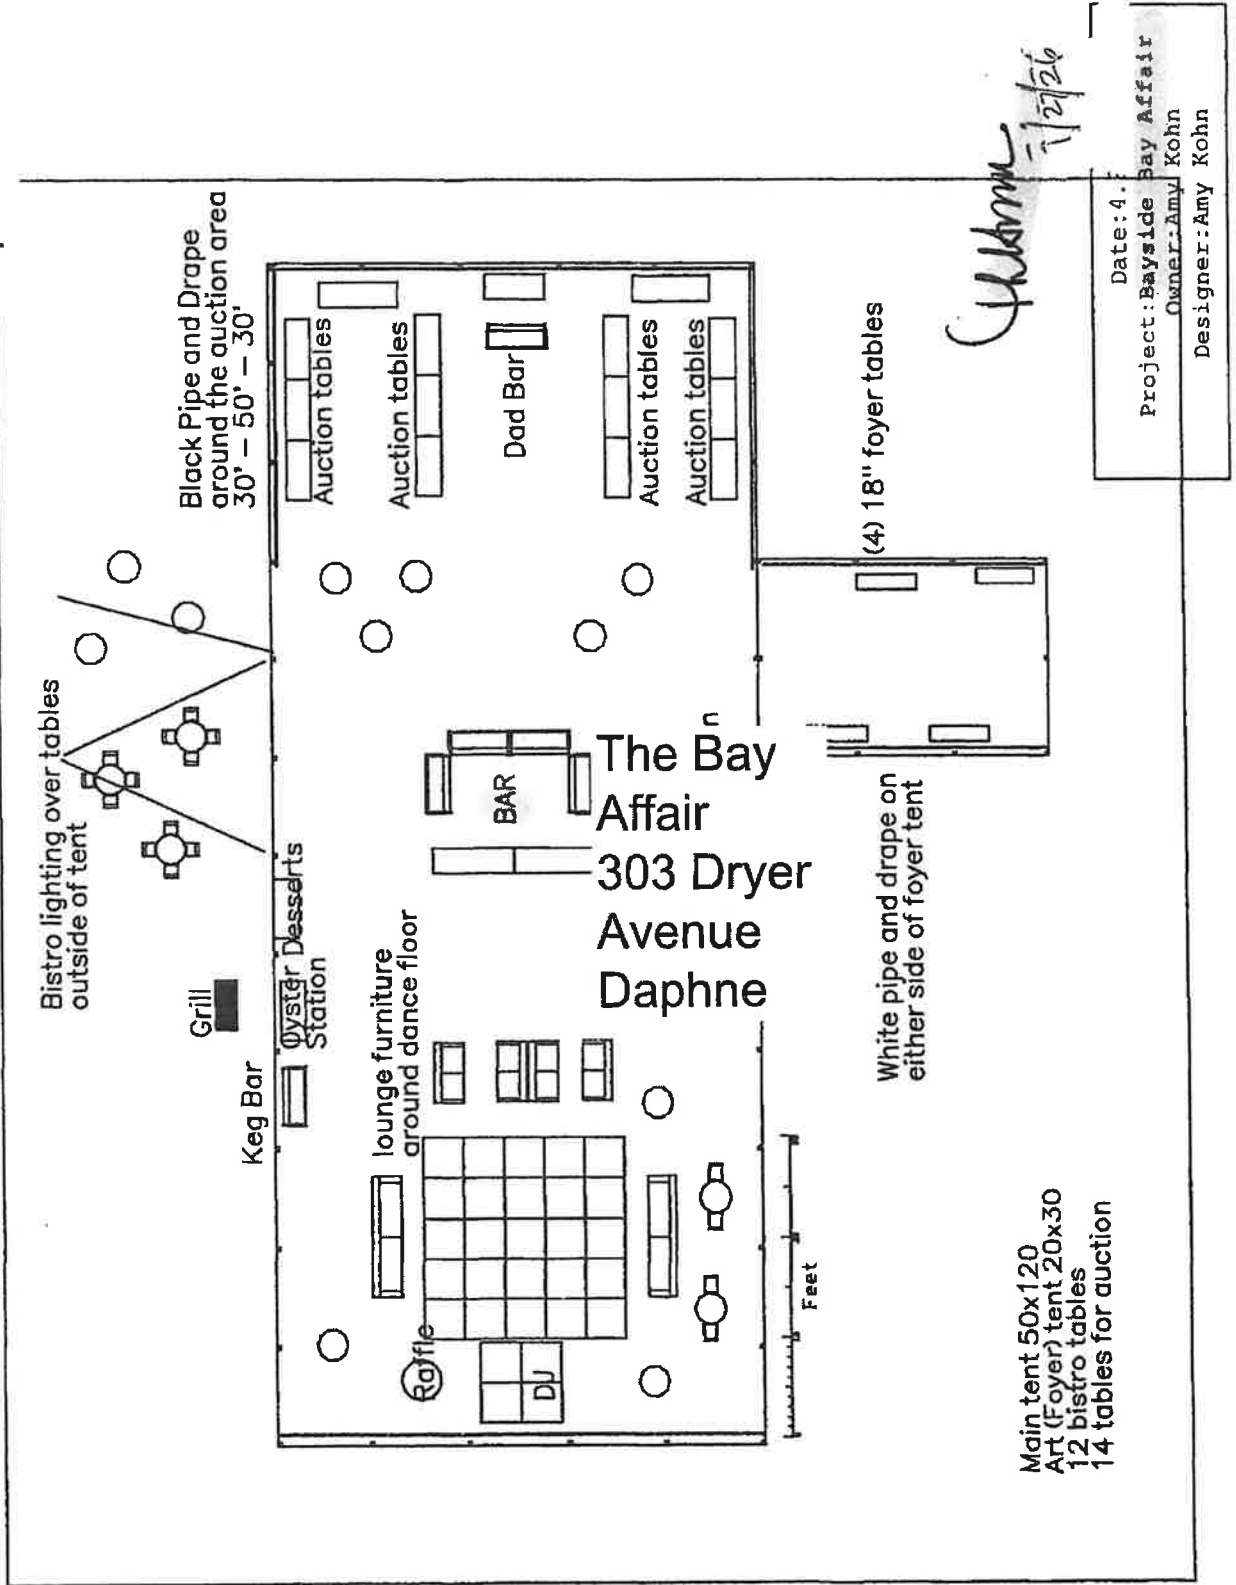 Black Pipe and Drape
around the auction area
30' – 50' – 30'
Auction tables
Auction tables
Dad Bar
Auction tables
Auction tables
(4) 18" foyer tables
Bistro lighting over tables
outside of tent
BAR
n
The Bay
Affair
303 Dryer
Avenue
Daphne
Grill
Oyster Desserts
Station
Keg Bar
lounge furniture
around dance floor
White pipe and drape on
either side of foyer tent
Raffle
DJ
Feet
Main tent 50x120
Art (Foyer) tent 20x30
12 bistro tables
14 tables for auction
1/27/26
Date:4.
Project:Bayside Bay Affair
Owner:Amy Kohn
Designer:Amy Kohn